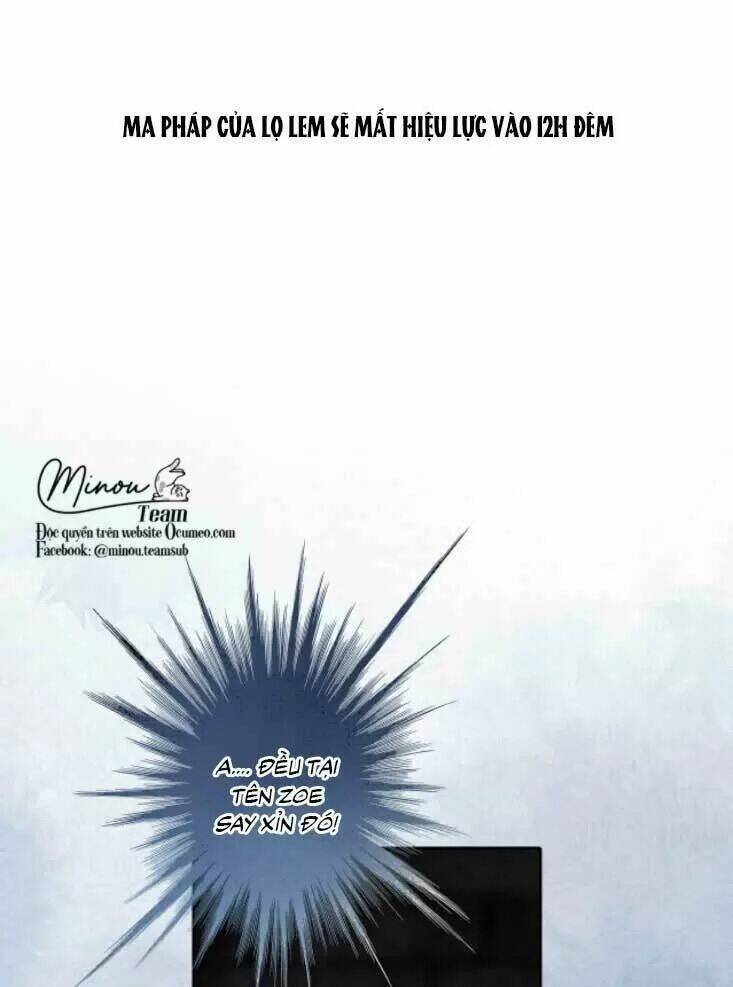 MA PHÁP CỦA LỌ LEM SẼ MẤT HIỆU LỰC VÀO 12H ĐÊM
Minou
Team
Độc quyền trên website Ocumeo.com
Facebook: @minou.teamsub
A.... ĐỀU TẠI
TÊN ZOE
SAY XỈN ĐÓ!